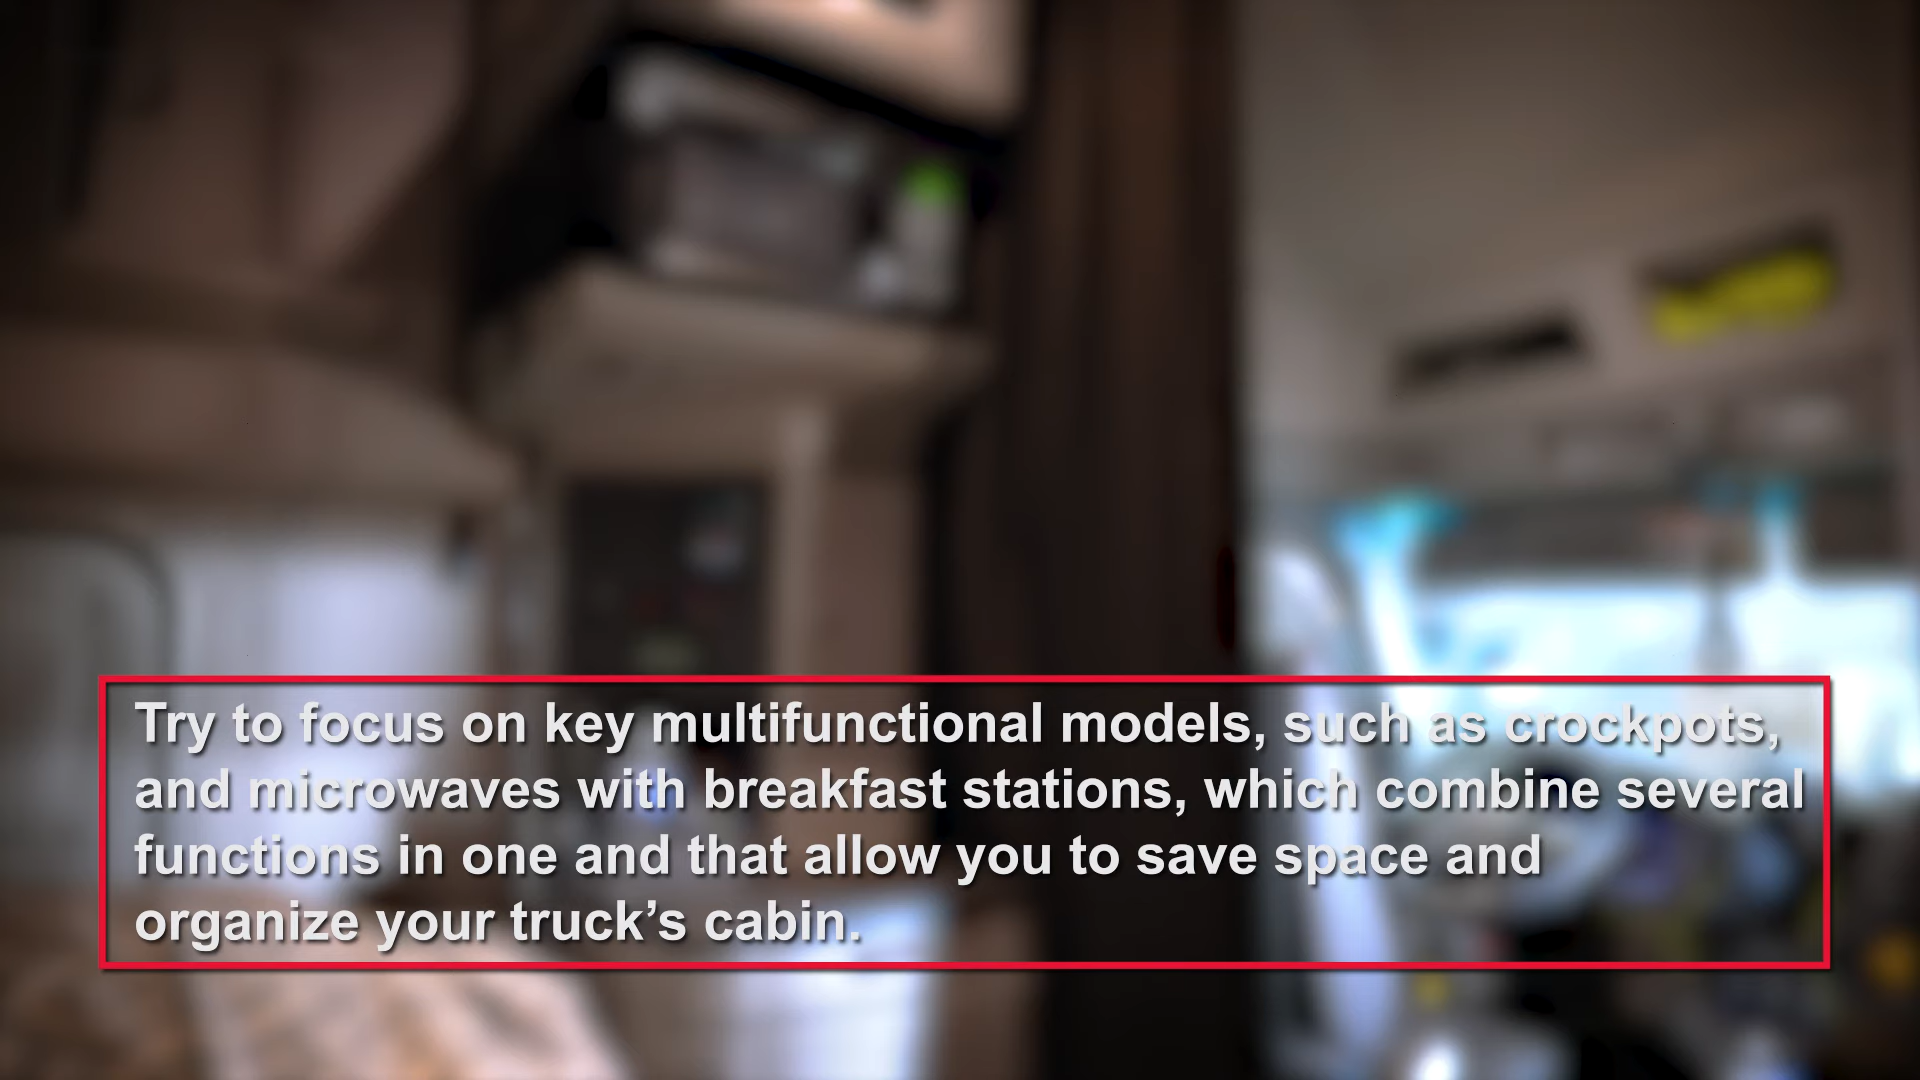 Try to focus on key multifunctional models, such as crockpots,
and microwaves with breakfast stations, which combine several
functions in one and that allow you to save space and
organize your truck’s cabin.